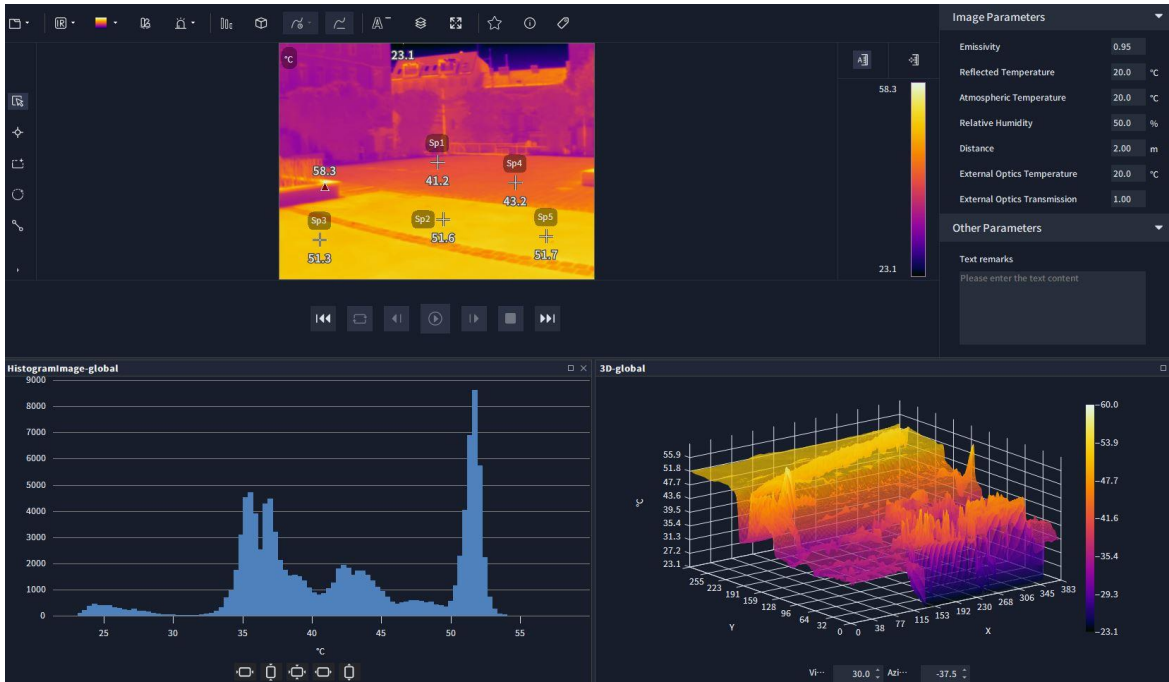 IR
A
Image Parameters
Emissivity 0.95
Reflected Temperature 20.0 °C
Atmospheric Temperature 20.0 °C
Relative Humidity 50.0 %
Distance 2.00 m
External Optics Temperature 20.0 °C
External Optics Transmission 1.00
Other Parameters
Text remarks
Please enter the text content
°C
23.1
Sp1
41.2
Sp4
43.2
58.3
Sp3
51.3
Sp2
51.6
Sp5
51.7
A
58.3
23.1
HistogramImage-global
9000
8000
7000
6000
5000
4000
3000
2000
1000
0
25 30 35 40 45 50 55
°C
3D-global
55.9
51.8
47.7
43.6
39.5
35.4
31.3
27.2
23.1
°C
255 223 191 159 128 96 64 32 0
Y
0 38 77 115 153 192 230 268 306 345 383
X
60.0
53.9
47.7
41.6
35.4
29.3
23.1
Vi··· 30.0 Azi··· -37.5